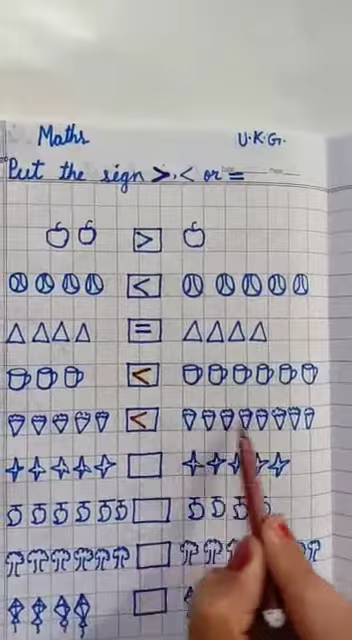 Maths U.K.G.
Put the sign >, < or =
>
<
=
<
<